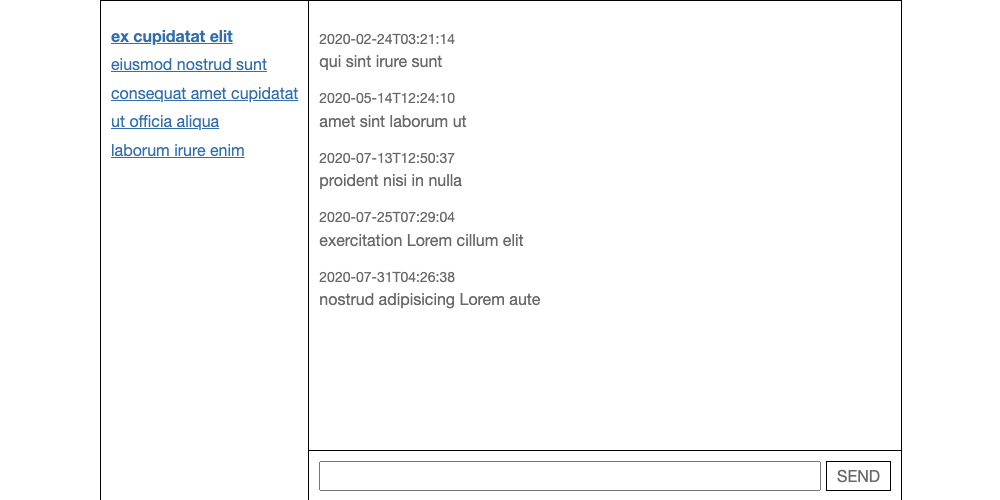 ex cupidatat elit
eiusmod nostrud sunt
consequat amet cupidatat
ut officia aliqua
laborum irure enim
2020-02-24T03:21:14
qui sint irure sunt
2020-05-14T12:24:10
amet sint laborum ut
2020-07-13T12:50:37
proident nisi in nulla
2020-07-25T07:29:04
exercitation Lorem cillum elit
2020-07-31T04:26:38
nostrud adipisicing Lorem aute
SEND